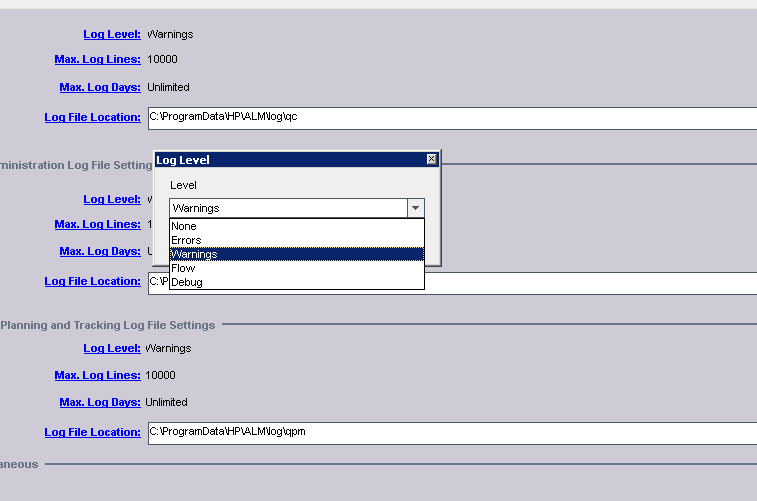 Log Level: Warnings
Max. Log Lines: 10000
Max. Log Days: Unlimited
Log File Location: C:\ProgramData\HP\ALM\log\qc
ministration Log File Setting
Log Level
Level
Log Level:
Warnings
Max. Log Lines: 1
None
Errors
Max. Log Days:
Warnings
Flow
Log File Location: C:\P
Debug
Planning and Tracking Log File Settings
Log Level: Warnings
Max. Log Lines: 10000
Max. Log Days: Unlimited
Log File Location: C:\ProgramData\HP\ALM\log\qpm
aneous